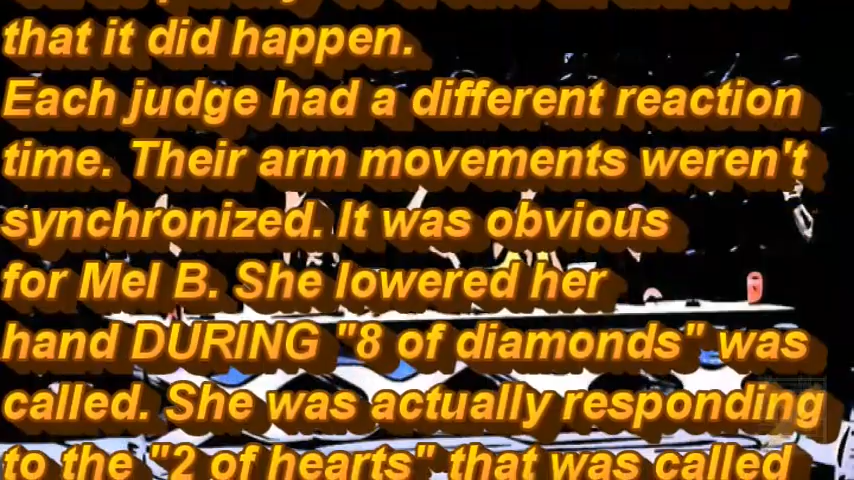 that it did happen.
Each judge had a different reaction
time. Their arm movements weren't
synchronized. It was obvious
for Mel B. She lowered her
hand DURING "8 of diamonds" was
called. She was actually responding
to the "2 of hearts" that was called